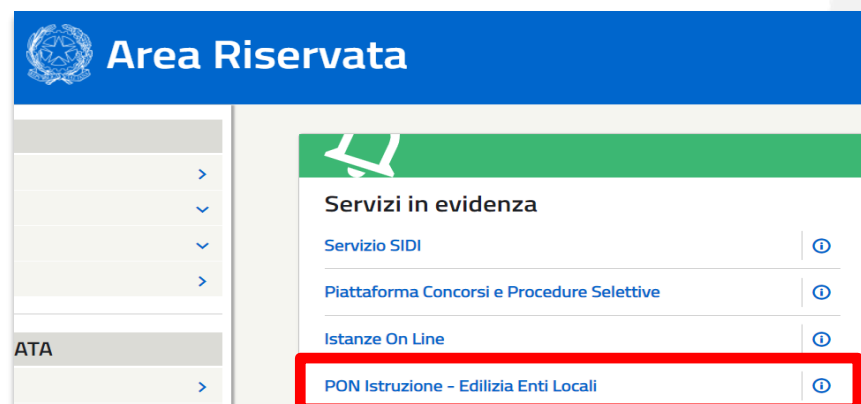 Area Riservata
Servizi in evidenza
Servizio SIDI
Piattaforma Concorsi e Procedure Selettive
Istanze On Line
ATA
PON Istruzione - Edilizia Enti Locali